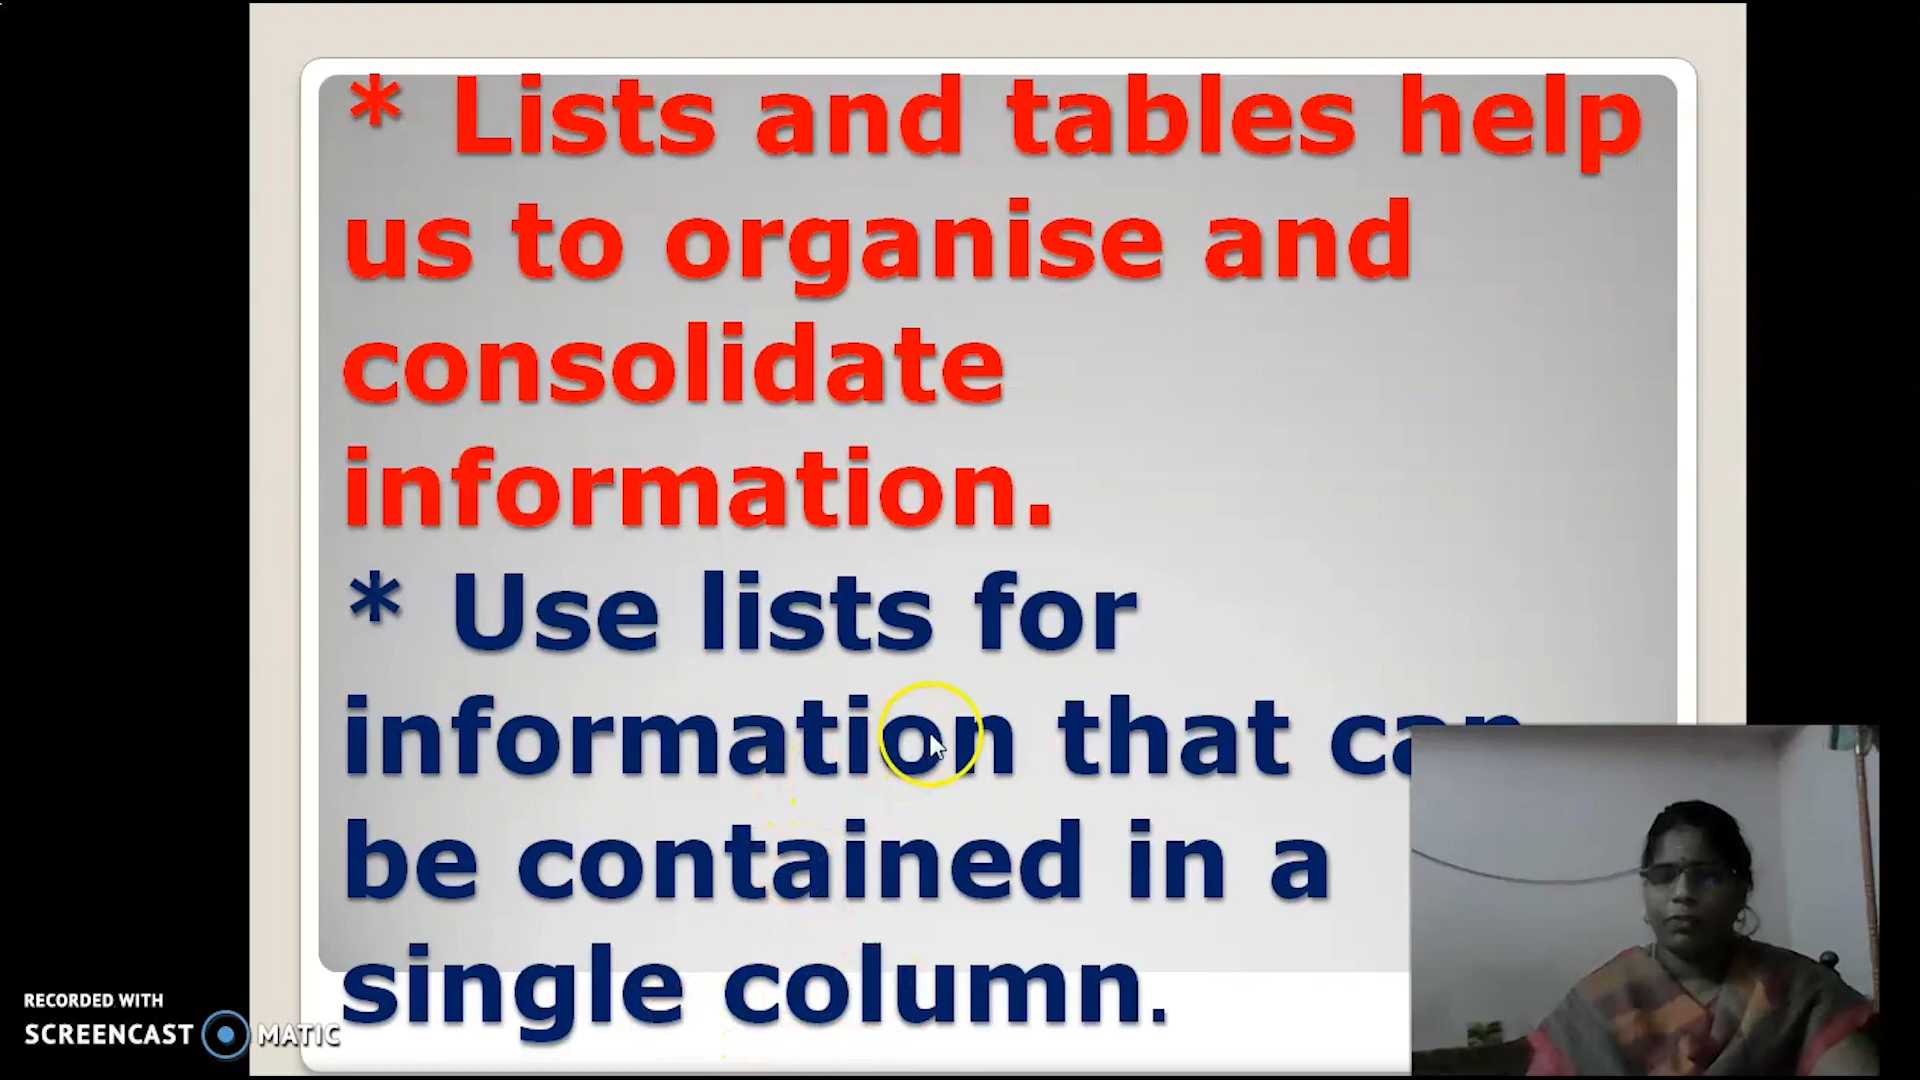 * Lists and tables help
us to organise and
consolidate
information.
* Use lists for
information that can
be contained in a
single column.
RECORDED WITH
SCREENCAST MATIC